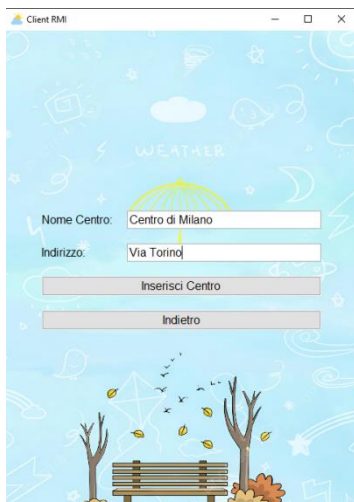 Client RMI
WEATHER
Nome Centro: Centro di Milano
Indirizzo: Via Torino
Inserisci Centro
Indietro